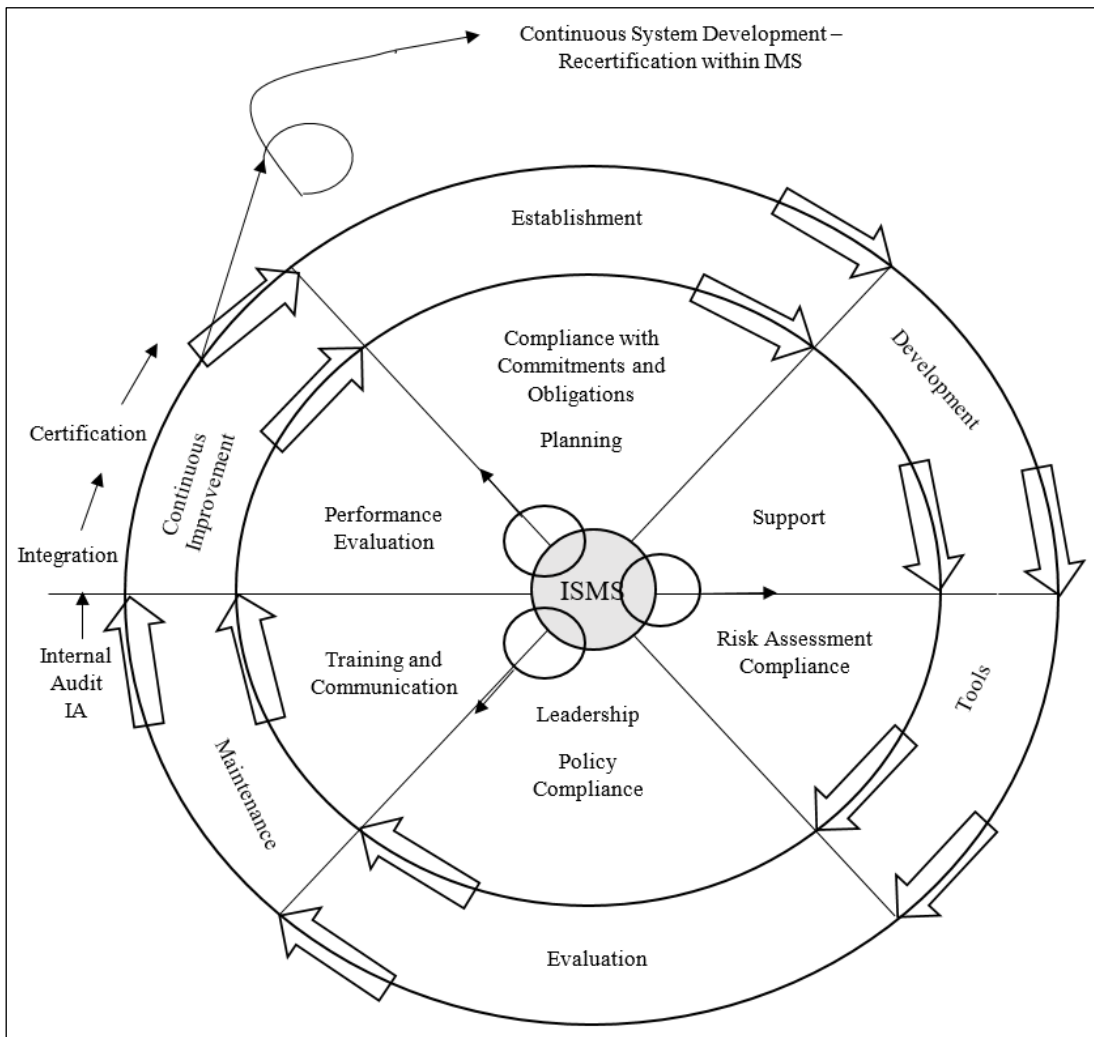 Continuous System Development –
Recertification within IMS
Establishment
Development
Compliance with
Commitments and
Obligations
Planning
Certification
Continuous
Improvement
Performance
Evaluation
Support
Integration
ISMS
Internal
Audit
IA
Training and
Communication
Risk Assessment
Compliance
Tools
Leadership
Policy
Compliance
Maintenance
Evaluation